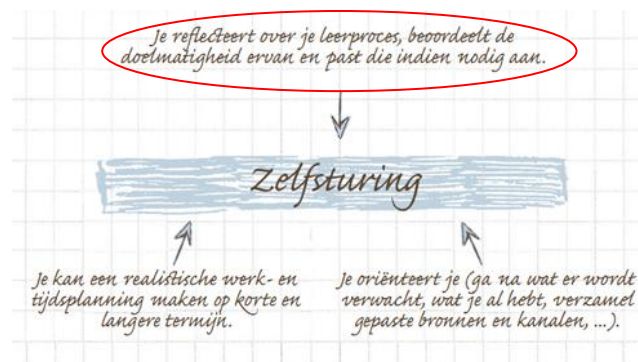 Je reflecteert over je leerproces, beoordeelt de
doelmatigheid ervan en past die indien nodig aan.
Zelfsturing
Je kan een realistische werk- en
tijdsplanning maken op korte en
langere termijn.
Je oriënteert je (ga na wat er wordt
verwacht, wat je al hebt, verzamel
gepaste bronnen en kanalen, ...).